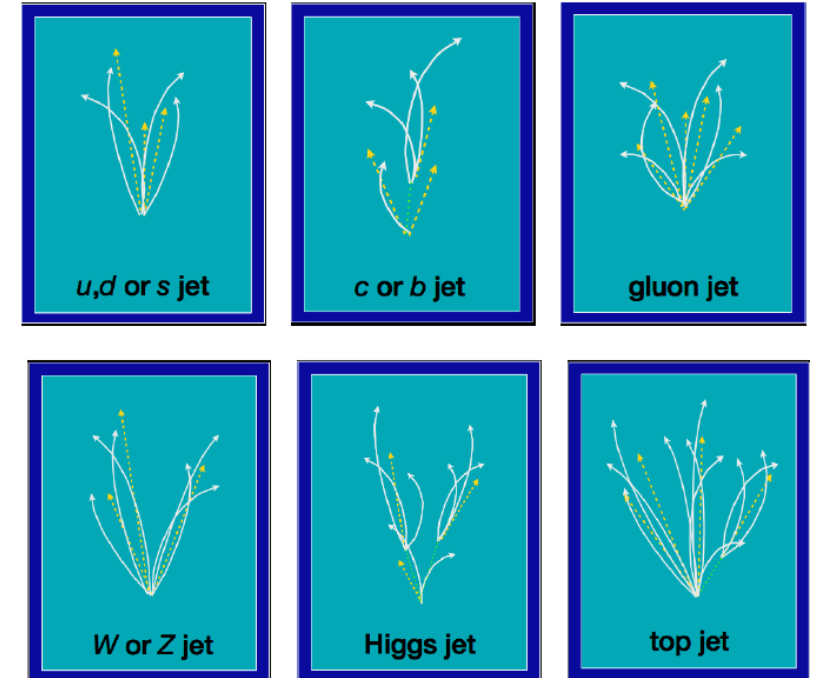 u,d or s jet
c or b jet
gluon jet
W or Z jet
Higgs jet
top jet